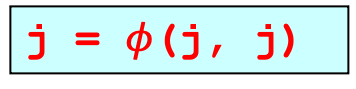 j = ϕ(j, j)